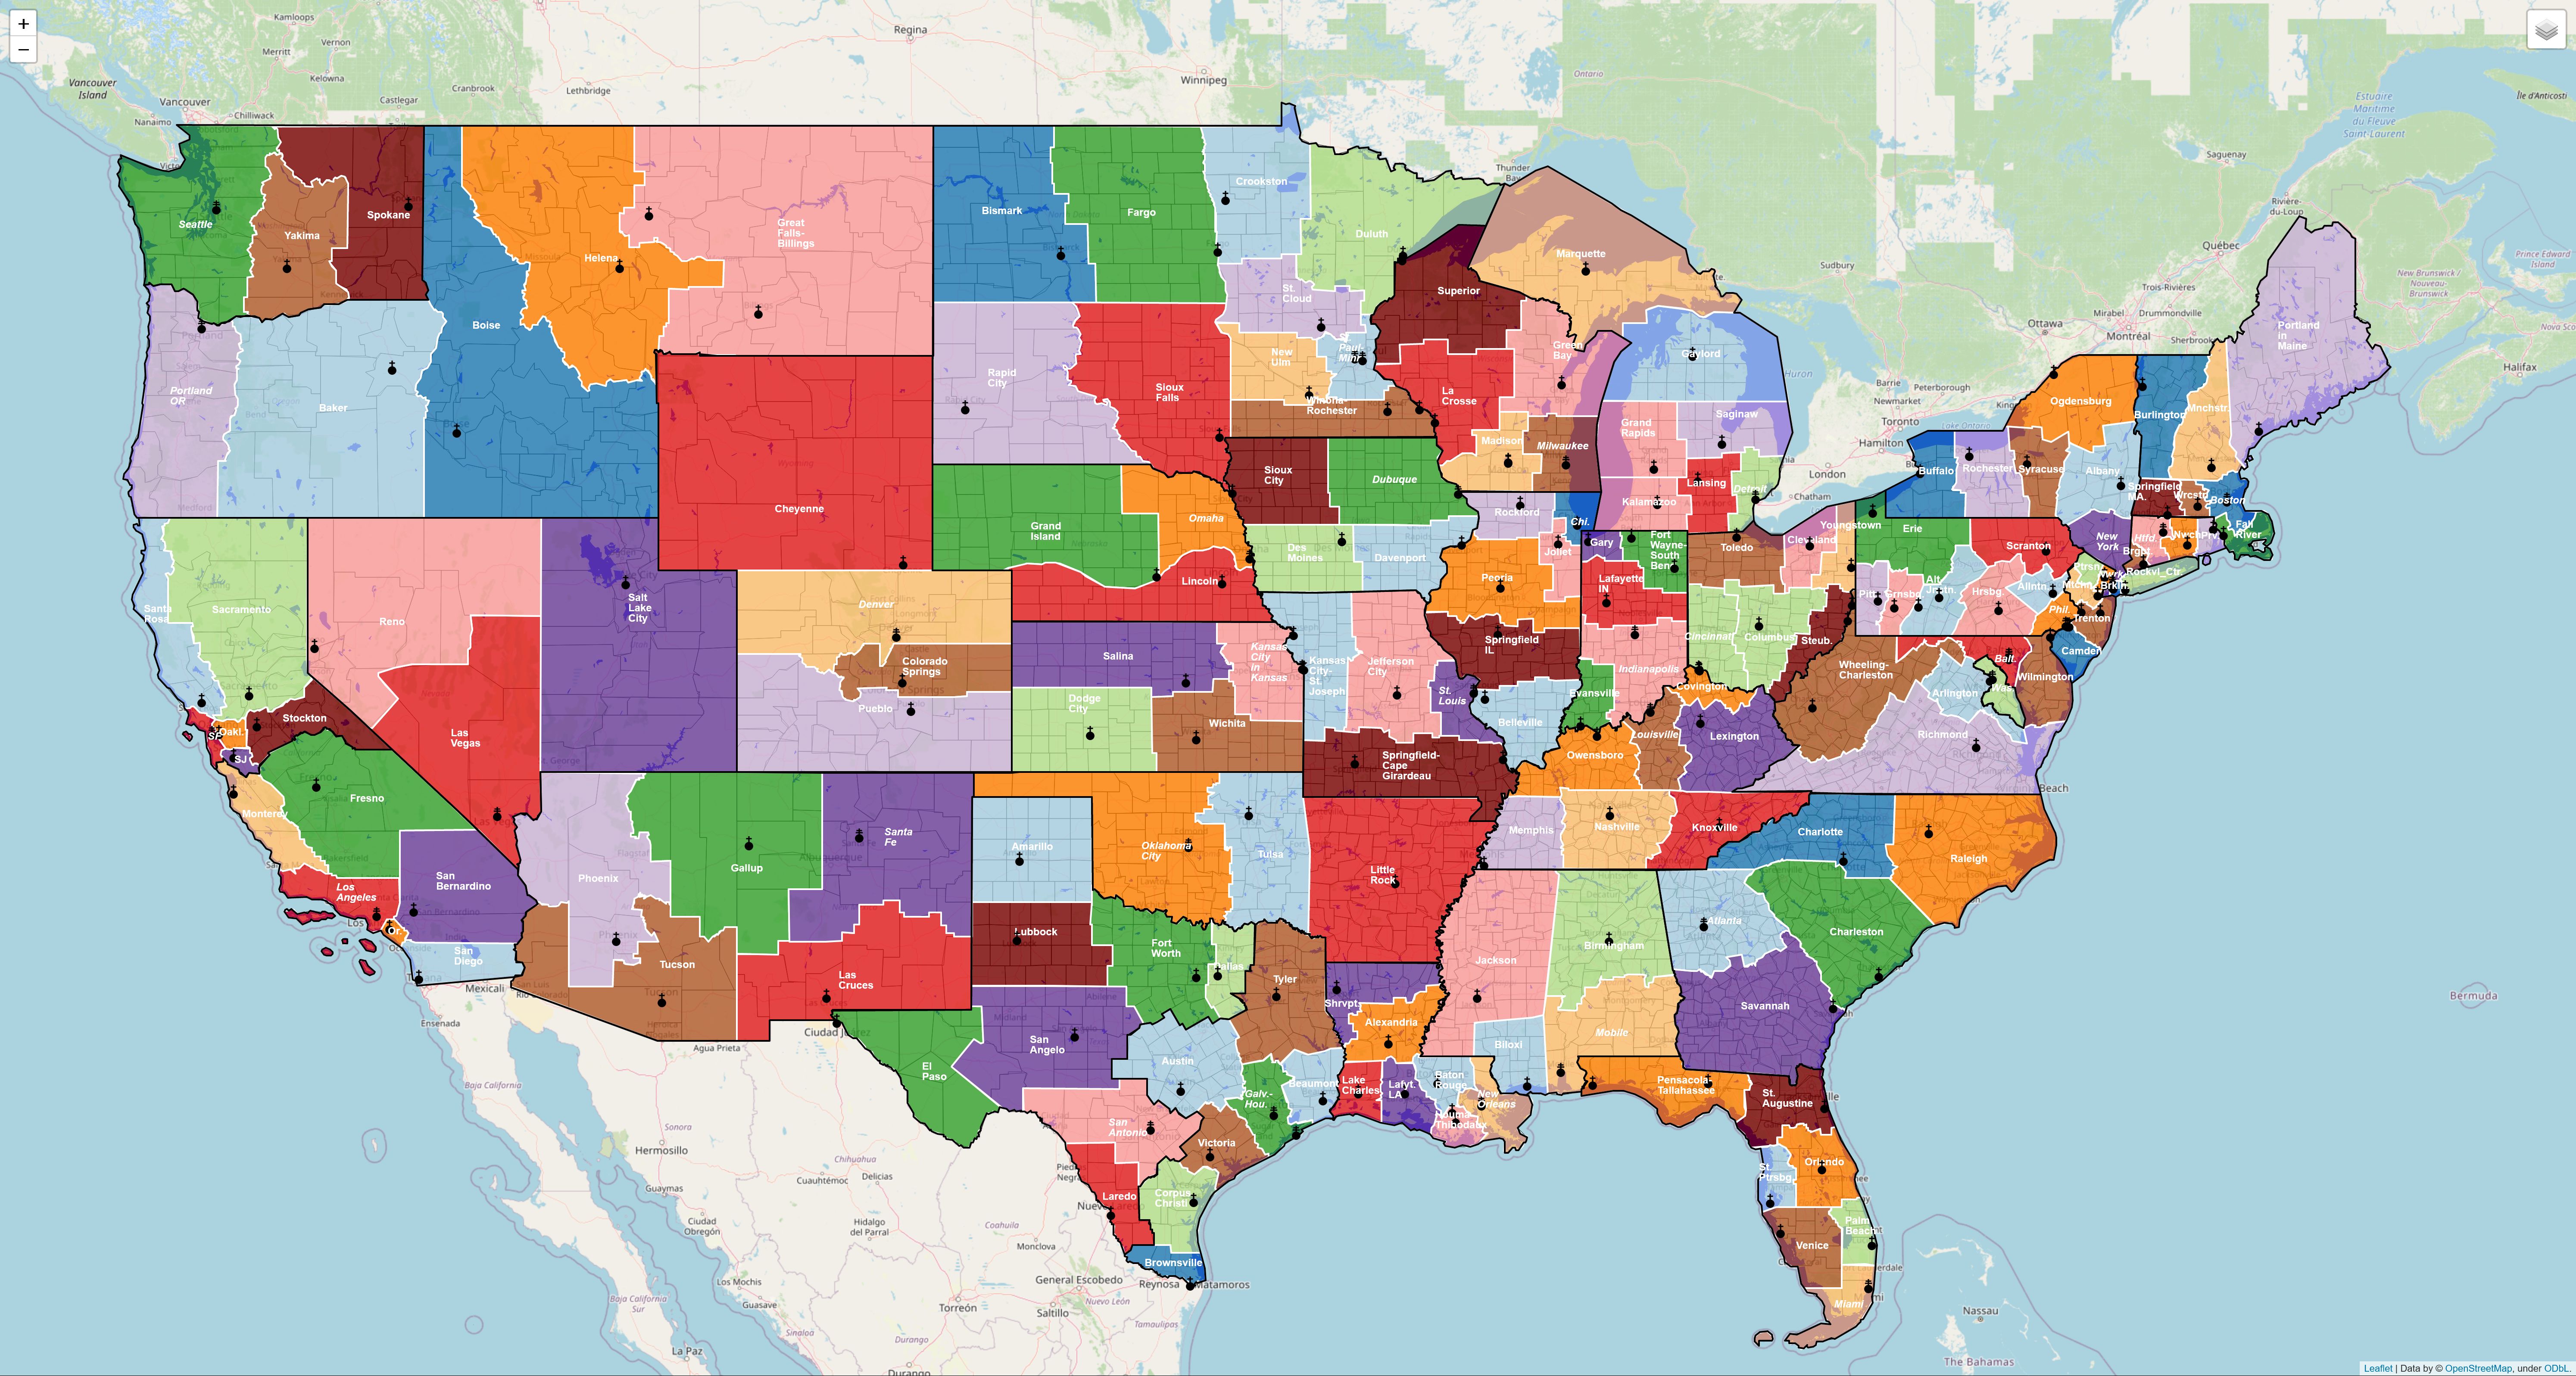 +
−
Kamloops
Regina
Merritt
Vernon
Kelowna
Winnipeg
Ontario
Estuaire
Maritime
du Fleuve
Saint-Laurent
Île d'Anticosti
Vancouver
Island
Cranbrook
Lethbridge
Vancouver
Castlegar
Nanaimo
Chilliwack
Saguenay
Thunder
Rivière-
du-Loup
Québec
Prince Edward
Island
New Brunswick /
Nouveau-
Brunswick
Sudbury
Trois-Rivières
Mirabel
Drummondville
Montréal
Sherbrooke
Ottawa
Halifax
Barrie
Newmarket
Toronto
Hamilton
London
Chatham
Lake Ontario
Huron
Seattle
Yakima
Spokane
Helena
Great
Falls-
Billings
Bismark
Fargo
Crookston
Duluth
Marquette
Superior
St.
Cloud
Boise
Portland
OR
Baker
Rapid
City
Sioux
Falls
New
Ulm
Paul-
Winona-
Rochester
La
Crosse
Green
Bay
Gaylord
Portland
in
Maine
Grand
Rapids
Saginaw
Madison
Milwaukee
Ogdensburg
Burlington
Mnchstr.
Buffalo
Rochester
Syracuse
Albany
Springfield
MA.
Wrcstr.
Boston
Fall
River
Cheyenne
Grand
Island
Omaha
Sioux
City
Dubuque
Rockford
Chi.
Kalamazoo
Lansing
Detroit
Youngstown
Erie
Scranton
New
York
Htfd.
Brgpt.
Rockvl. Ctr.
Des
Moines
Davenport
Joliet
Gary
Fort
Wayne-
South
Toledo
Cleveland
Santa
Rosa
Sacramento
Reno
Salt
Lake
City
Denver
Lincoln
Peoria
Lafayette
IN
Pitt.
Grnsbg.
Alt.
Hrsbg.
Allntn.
Phil.
Trenton
Camden
Springfield
IL
Indianapolis
Cincinnati
Columbus
Steub.
Wheeling-
Charleston
Balt.
Wilmington
Arlington
Was.
Colorado
Springs
Pueblo
Salina
Kansas
City
in
Kansas
Kansas
City-
St.
Joseph
Jefferson
City
St.
Louis
Belleville
Evansville
Covington
Louisville
Lexington
Richmond
Virginia Beach
Stockton
SF
Oakl.
SJ
Las
Vegas
Dodge
City
Wichita
Springfield-
Cape
Girardeau
Owensboro
Monterey
Fresno
Phoenix
Gallup
Santa
Fe
Amarillo
Oklahoma
City
Tulsa
Little
Rock
Memphis
Nashville
Knoxville
Charlotte
Raleigh
Los
Angeles
San
Bernardino
Or.
San
Diego
Tucson
Las
Cruces
Lubbock
Fort
Worth
Dallas
Tyler
Shrvpt.
Jackson
Birmingham
Atlanta
Charleston
Savannah
Mexicali
Ensenada
El
Paso
San
Angelo
Austin
Alexandria
Mobile
Biloxi
Bermuda
Agua Prieta
Ciudad Juárez
Baja California
Sonora
Hermosillo
Guaymas
Chihuahua
Cuauhtémoc
Delicias
San
Antonio
Victoria
Galv.-
Hou.
Beaumont
Lake
Charles
Lafyt.
LA
Baton
Rouge
New
Orleans
Houma-
Thibodaux
Pensacola-
Tallahassee
St.
Augustine
St.
Ptrsbg.
Orlando
Ciudad
Obregón
Hidalgo
del Parral
Coahuila
Laredo
Corpus
Christi
Venice
Palm
Beach
Miami
Monclova
Brownsville
Reynosa
Matamoros
Los Mochis
Guasave
General Escobedo
Nuevo León
Torreón
Saltillo
Baja California
Sur
Sinaloa
Durango
Tamaulipas
La Paz
Durango
Nassau
The Bahamas
Leaflet | Data by © OpenStreetMap, under ODbL.